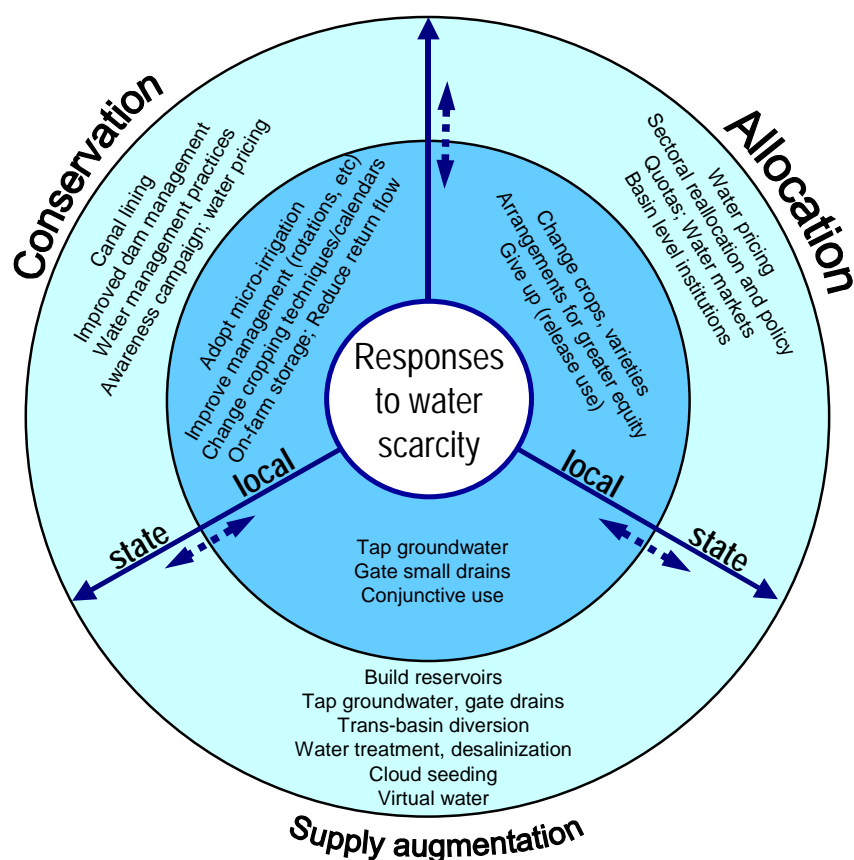 Conservation
Canal lining
Improved dam management
Water management practices
Awareness campaign; water pricing
Adopt micro-irrigation
Improve management (rotations, etc)
Change cropping techniques/calendars
On-farm storage; Reduce return flow
Allocation
Water pricing
Sectoral reallocation and policy
Quotas; Water markets
Basin level institutions
Change crops, varieties
Arrangements for greater equity
Give up (release use)
Responses
to water
scarcity
local
state
local
state
Tap groundwater
Gate small drains
Conjunctive use
Build reservoirs
Tap groundwater, gate drains
Trans-basin diversion
Water treatment, desalinization
Cloud seeding
Virtual water
Supply augmentation